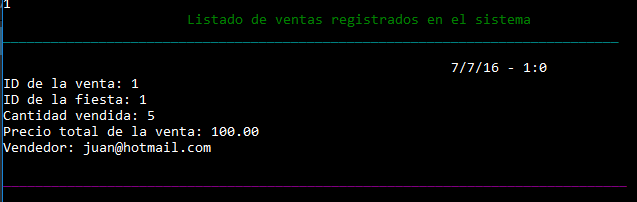 1
Listado de ventas registrados en el sistema
7/7/16 - 1:0
ID de la venta: 1
ID de la fiesta: 1
Cantidad vendida: 5
Precio total de la venta: 100.00
Vendedor: juan@hotmail.com